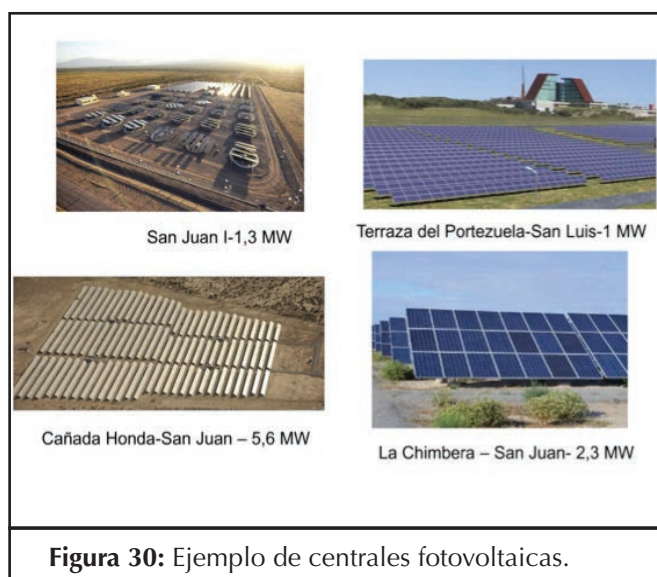 San Juan I-1,3 MW
Terraza del Portezuela-San Luis-1 MW
Cañada Honda-San Juan – 5,6 MW
La Chimbera – San Juan- 2,3 MW
Figura 30: Ejemplo de centrales fotovoltaicas.